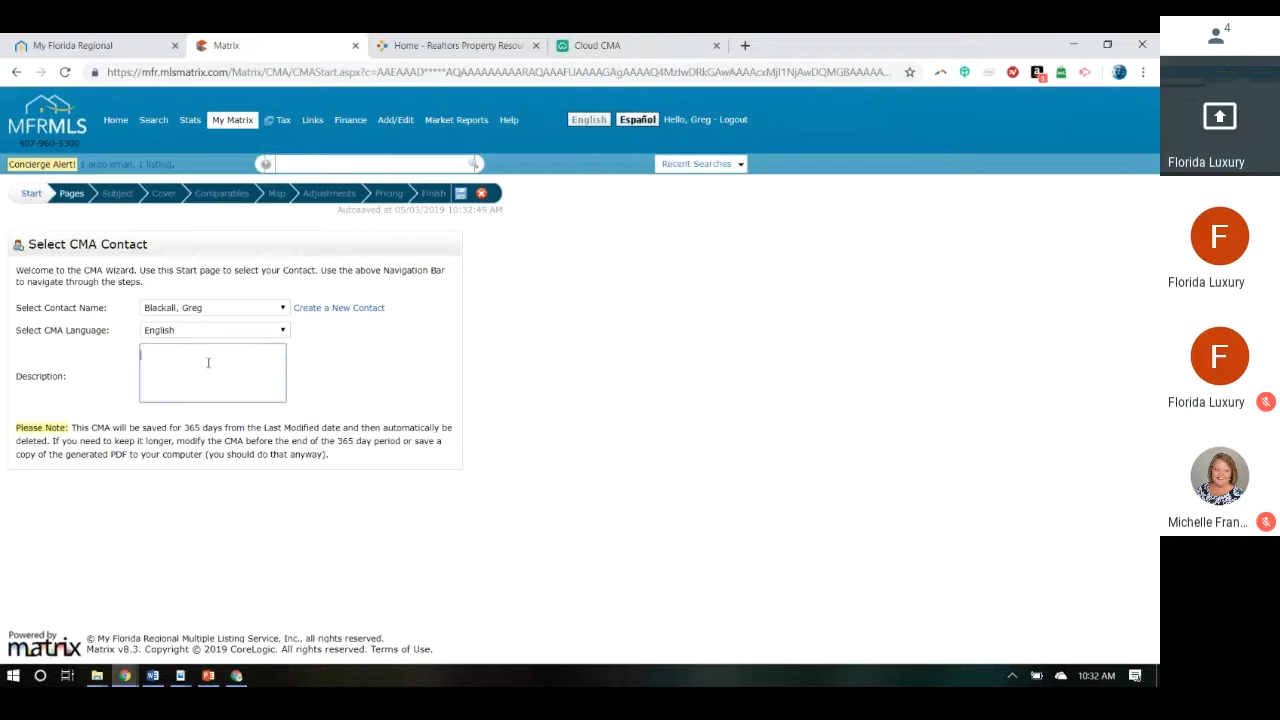 My Florida Regional
Matrix
Home - Realtors Property Resou
Cloud CMA
https://mfr.mlsmatrix.com/Matrix/CMA/CMAStart.aspx?c=
MFRMLS
407-960-5300
Home Search Stats My Matrix Tax Links Finance Add/Edit Market Reports Help
English Español Hello, Greg · Logout
Concierge Alert! 1 auto email, 1 listing.
Recent Searches
Start Pages Subject Cover Comparables Map Adjustments Pricing Finish
Autosaved at 05/03/2019 10:32:49 AM
Select CMA Contact
Welcome to the CMA Wizard. Use this Start page to select your Contact. Use the above Navigation Bar
to navigate through the steps.
Select Contact Name: Blackall, Greg Create a New Contact
Select CMA Language: English
Description:
Please Note: This CMA will be saved for 365 days from the Last Modified date and then automatically be
deleted. If you need to keep it longer, modify the CMA before the end of the 365 day period or save a
copy of the generated PDF to your computer (you should do that anyway).
Powered by
matrix
© My Florida Regional Multiple Listing Service, Inc., all rights reserved.
Matrix v8.3. Copyright © 2019 CoreLogic. All rights reserved. Terms of Use.
10:32 AM
4
Florida Luxury
F
Florida Luxury
F
Florida Luxury
Michelle Fran...